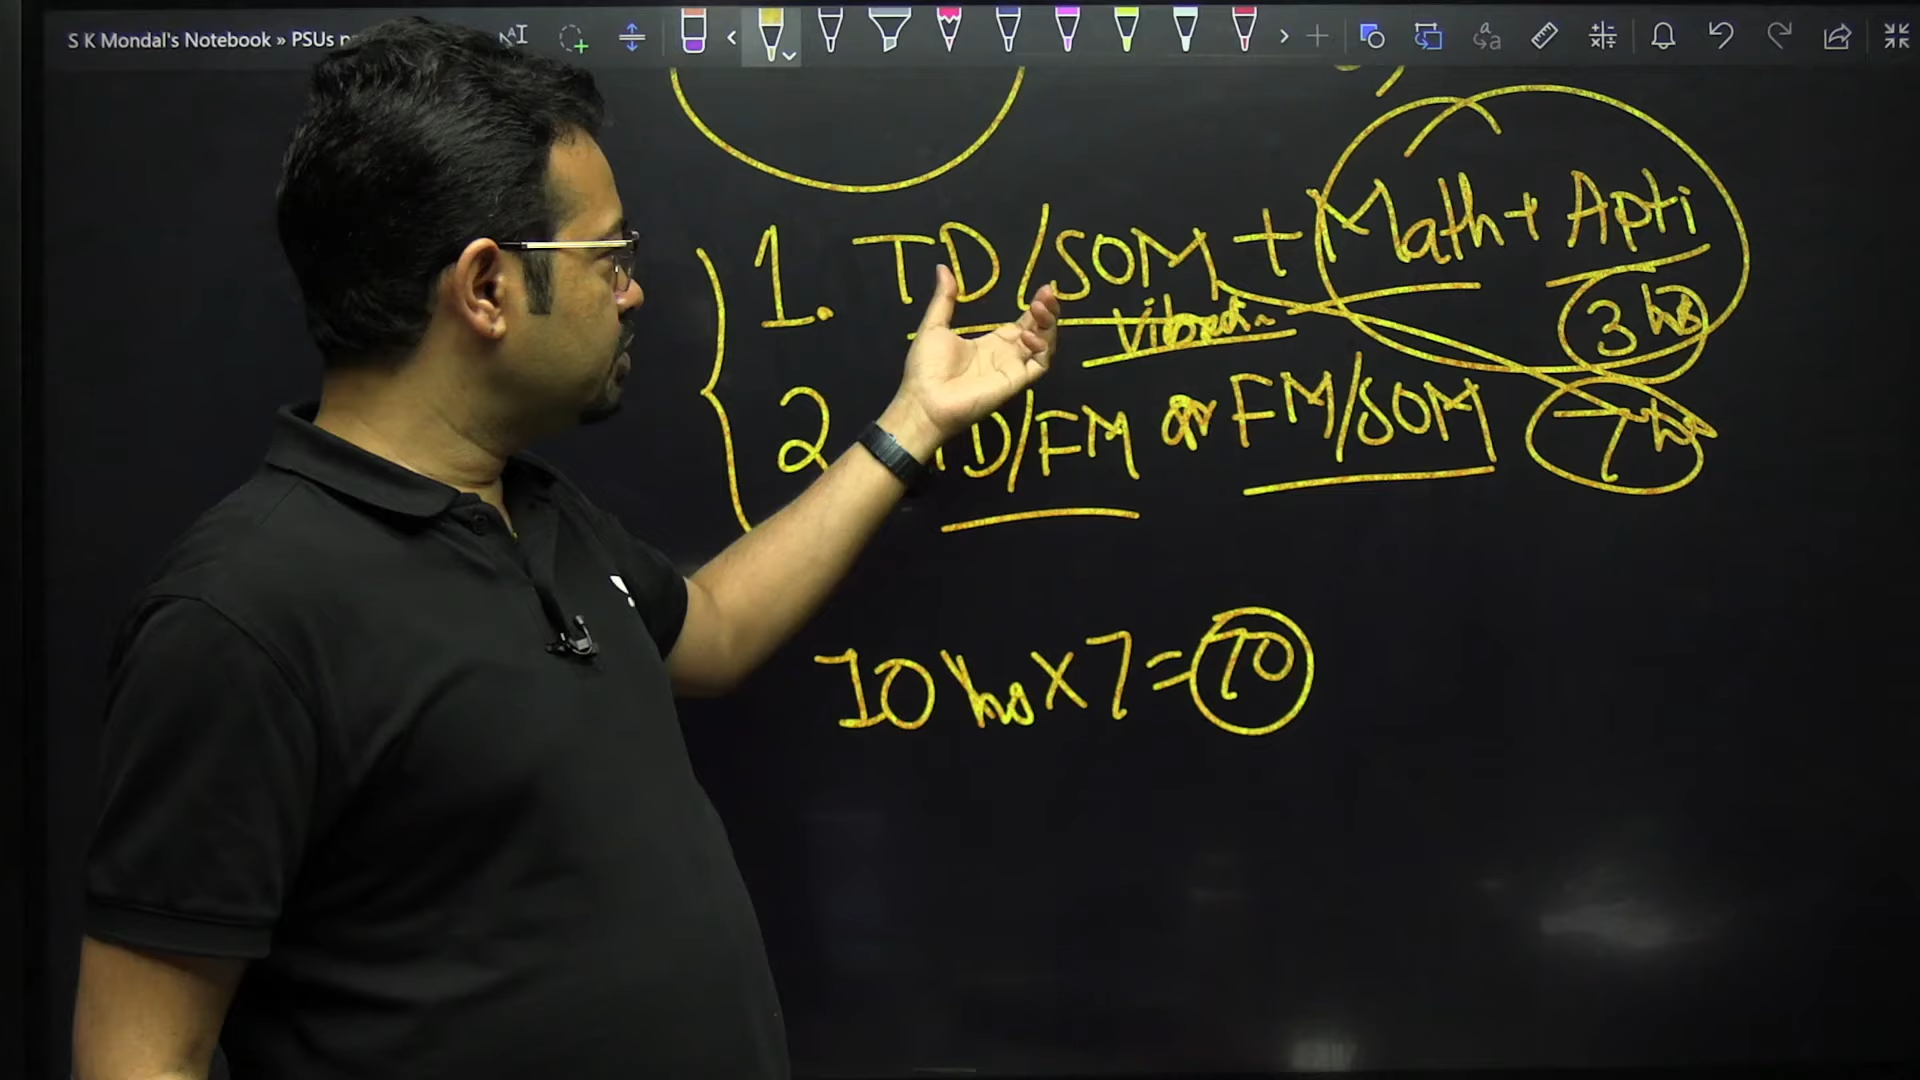 S K Mondal's Notebook » PSUs
1. TD/SOM + Math + Apti
Vibrati
3 hrs
2 TD/FM or FM/SOM 7 hrs
10 hrs X 7 = 70